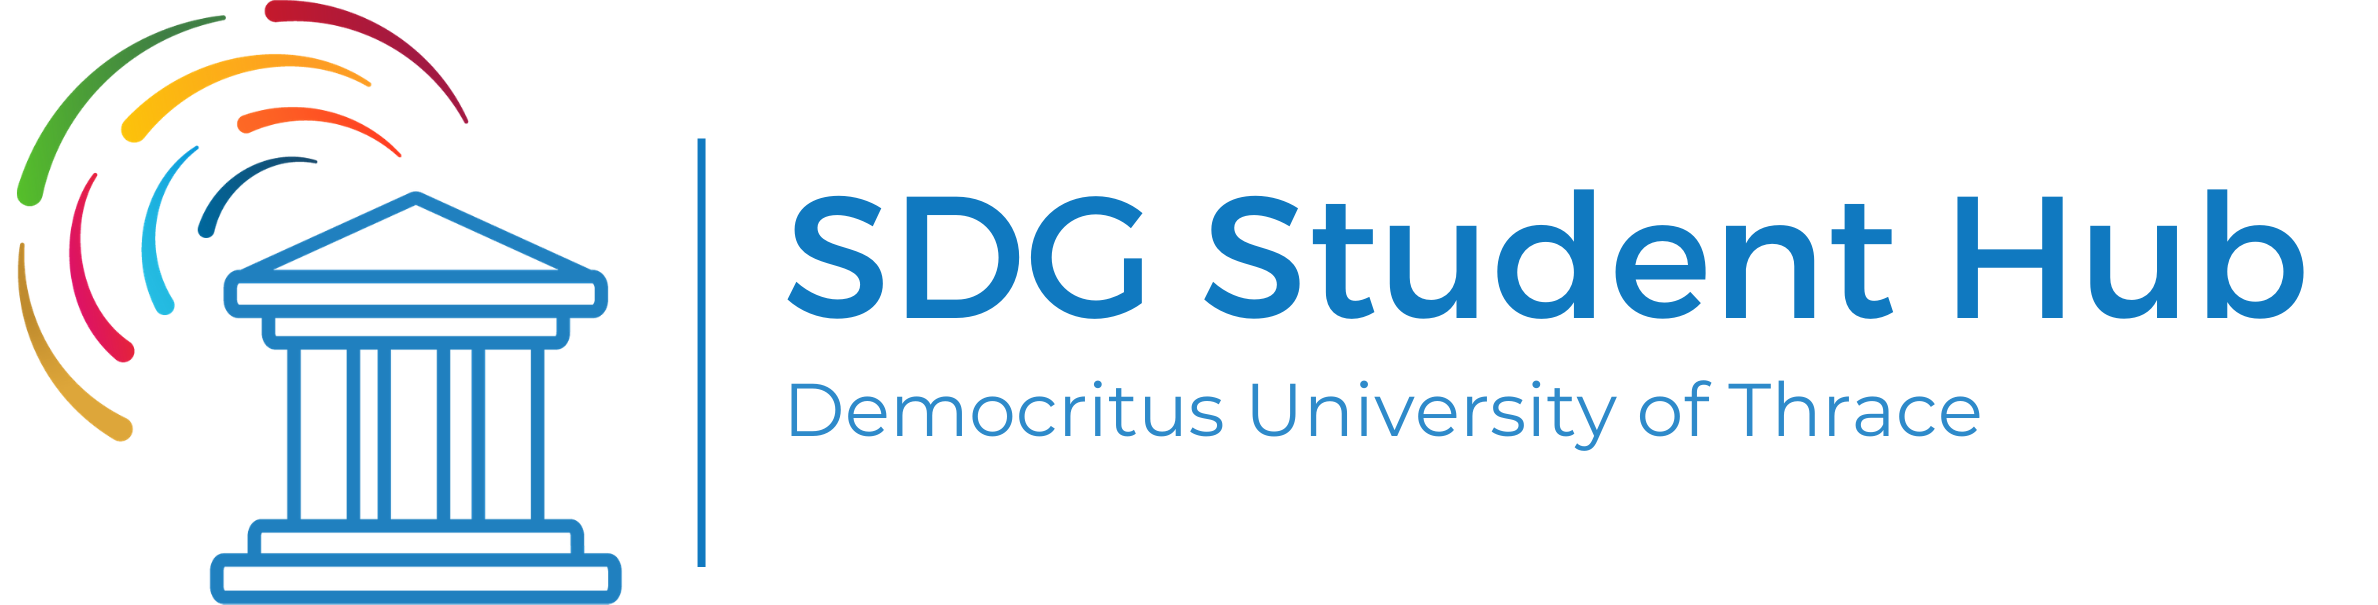 SDG Student Hub
Democritus University of Thrace